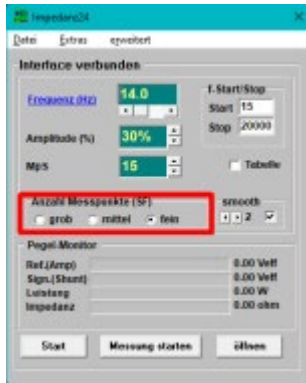 Impedanz24
Datei Extras erweitert
Interface verbunden
Frequenz (Hz) 14.0
f-Start/Stop
Start 15
Stop 20000
Amplitude (%) 30%
MpS 15
Tabelle
Anzahl Messpunkte (SF)
grob mittel fein
smooth
2
Pegel-Monitor
Ref.(Amp) 0.00 Veff
Sign.(Shunt) 0.00 Veff
Leistung 0.00 W
Impedanz 0.00 ohm
Start Messung starten öffnen